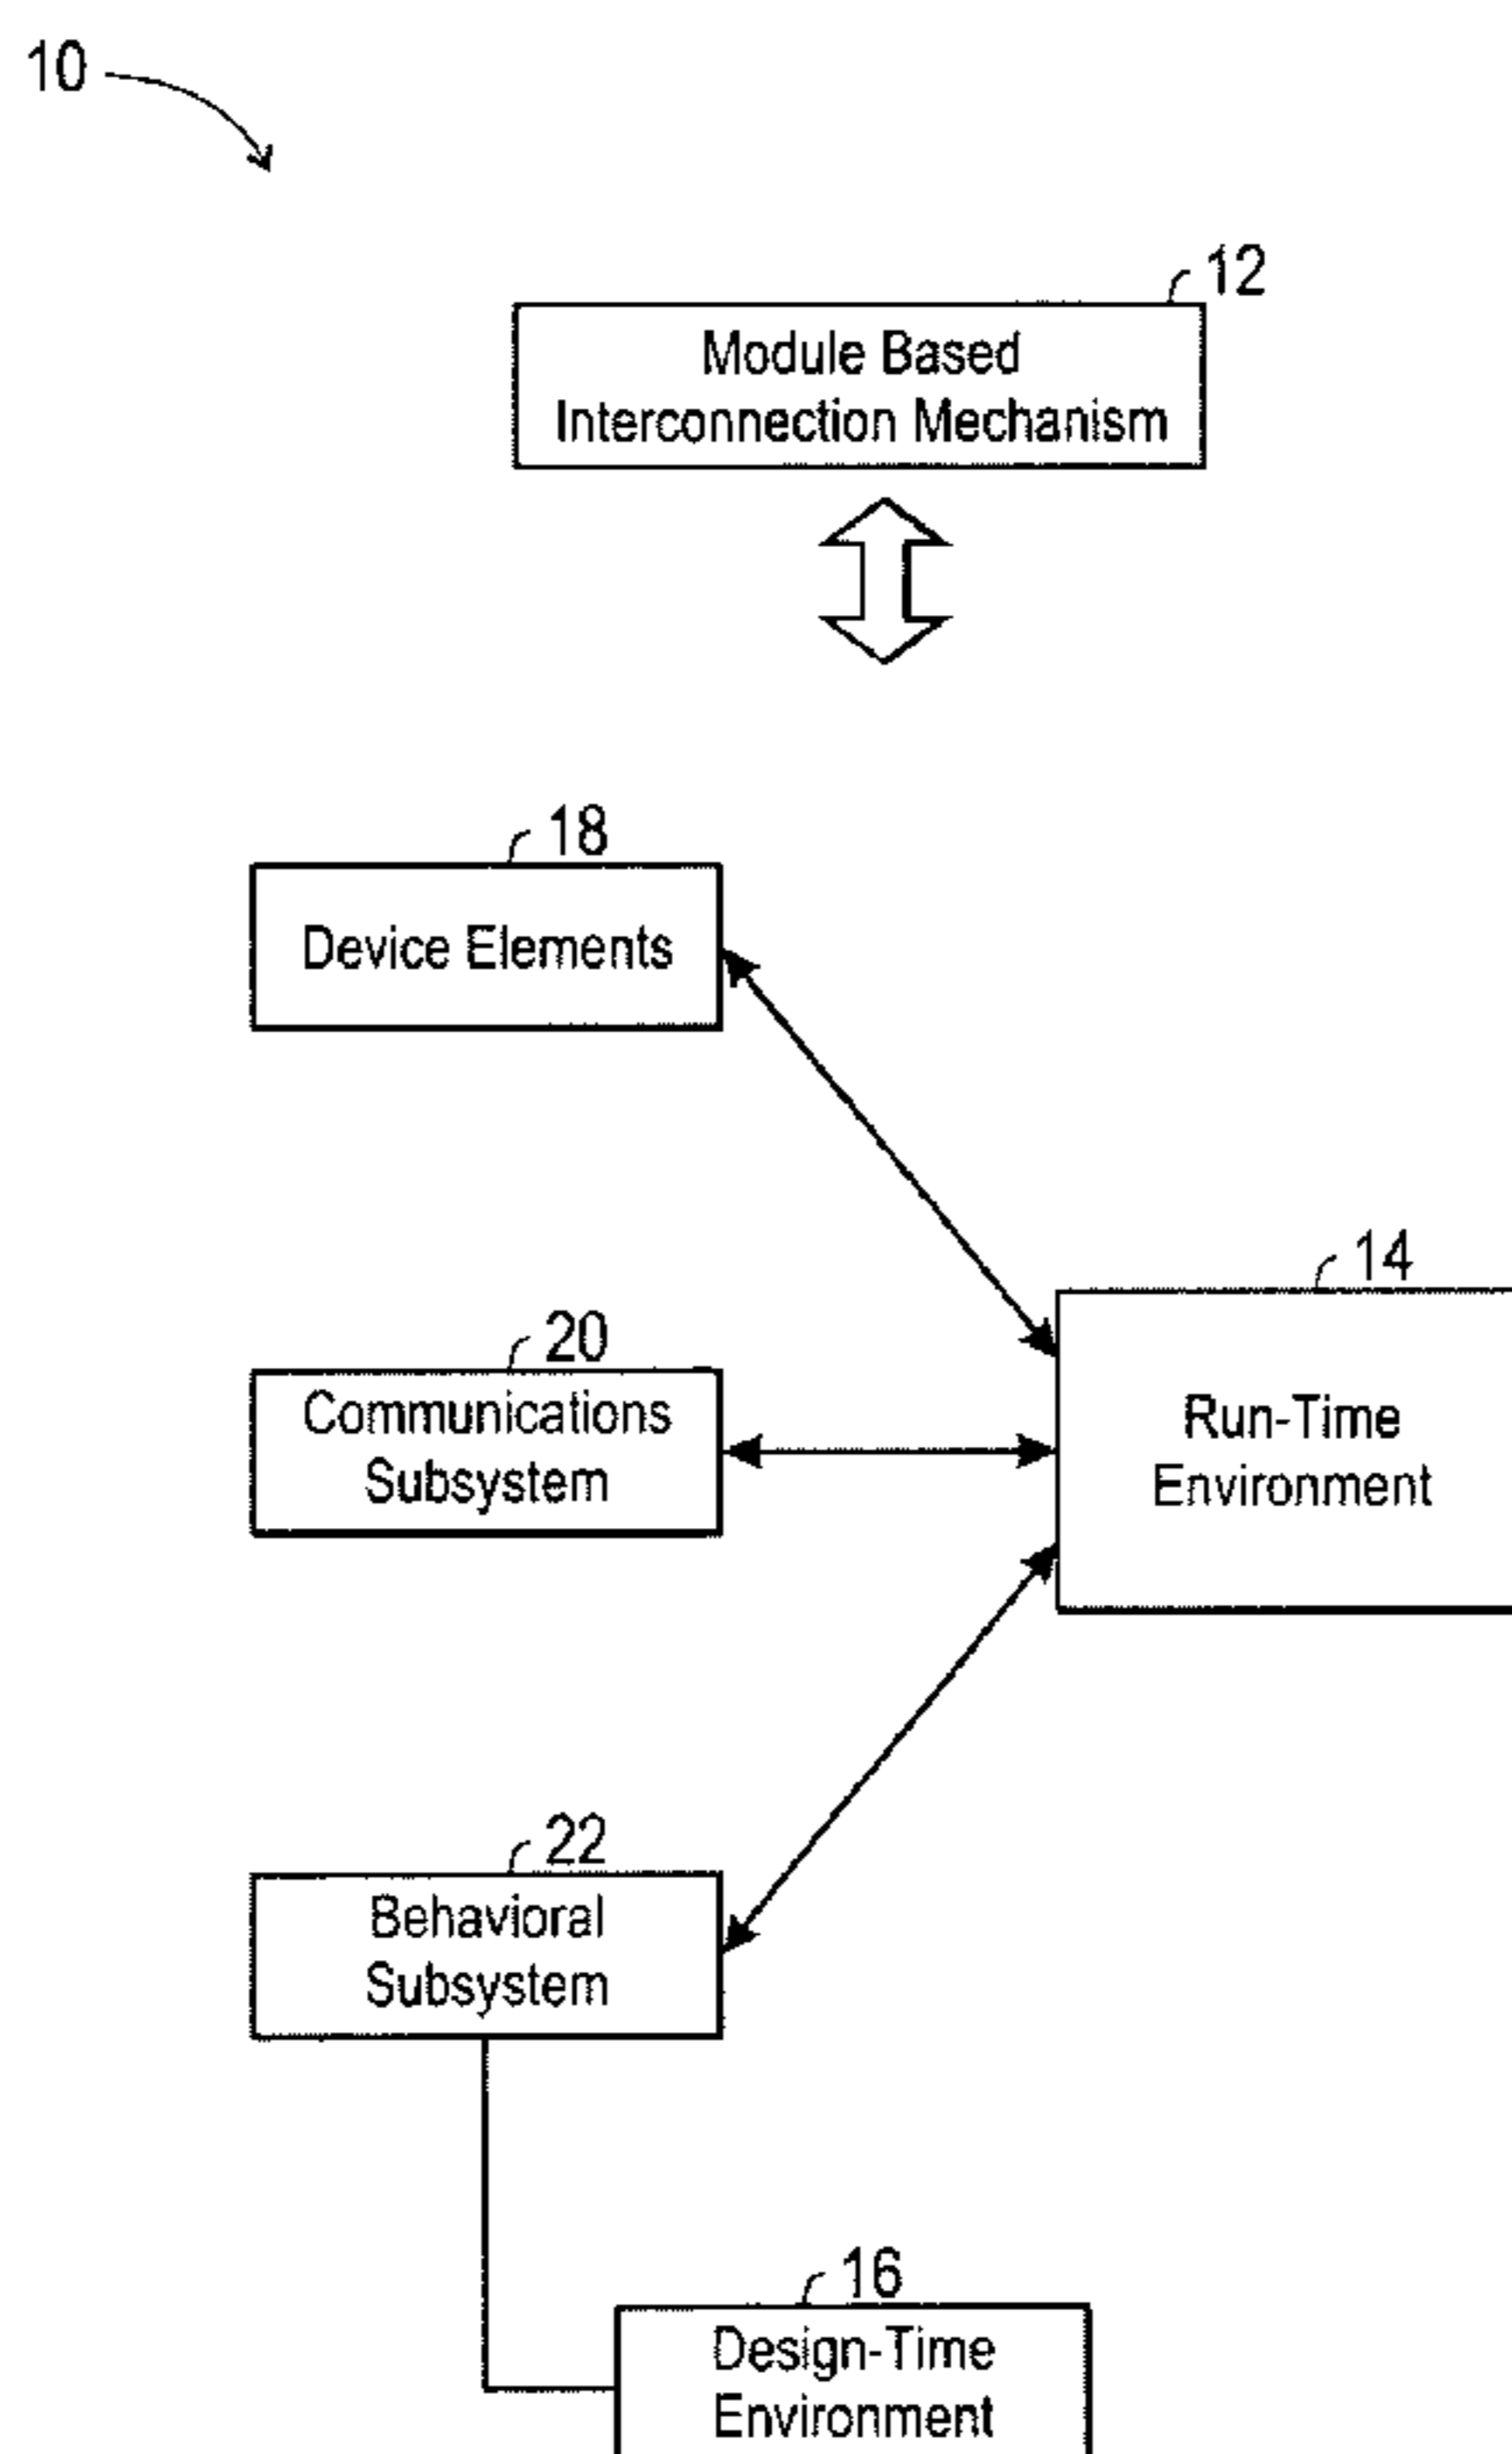 10
12
Module Based
Interconnection Mechanism
18
Device Elements
14
Run-Time
Environment
20
Communications
Subsystem
22
Behavioral
Subsystem
16
Design-Time
Environment